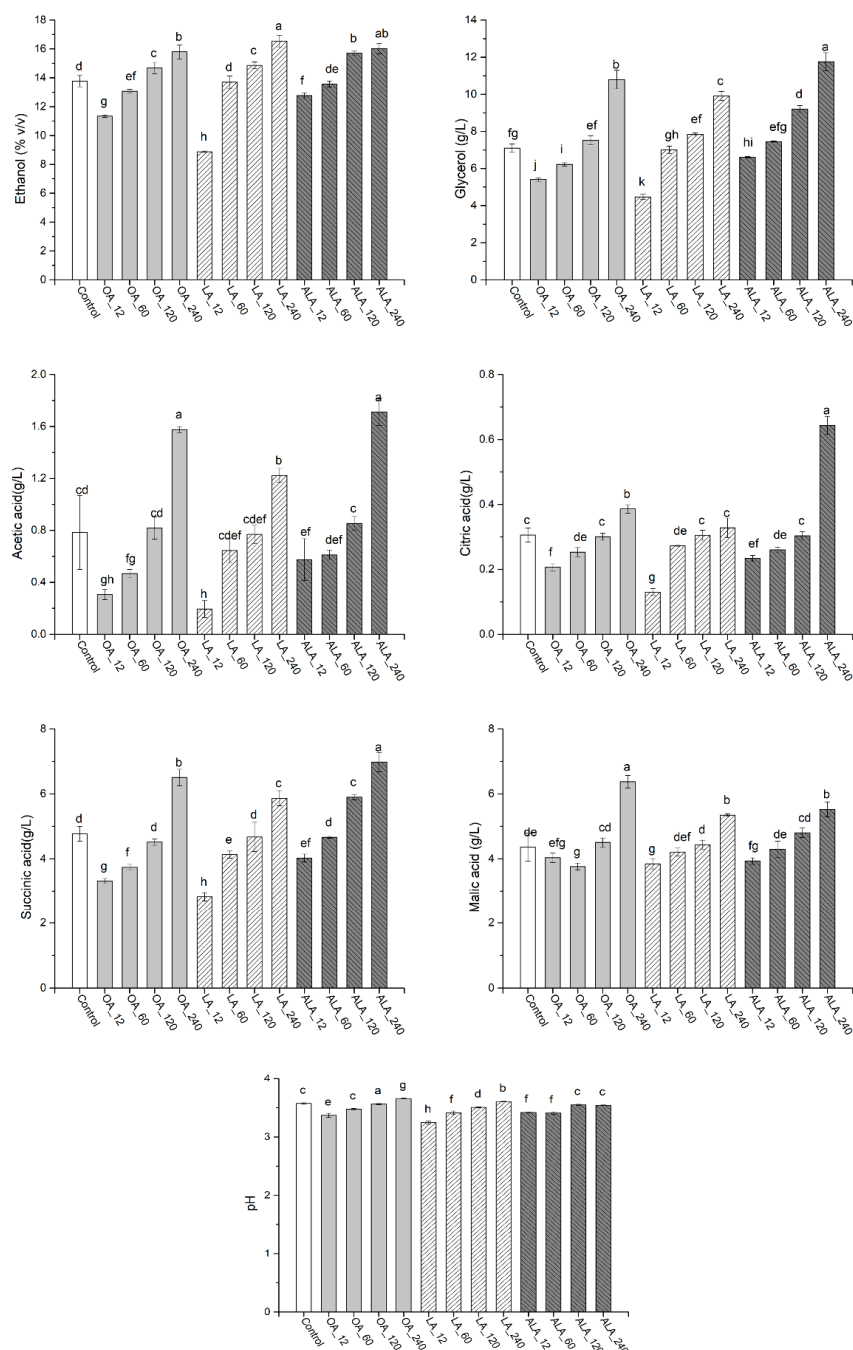 Ethanol (% v/v)
18
16
14
12
10
8
6
4
2
0
d
g
ef
c
b
h
d
c
a
f
de
b
ab
Control
OA_12
OA_60
OA_120
OA_240
LA_12
LA_60
LA_120
LA_240
ALA_12
ALA_60
ALA_120
ALA_240
Glycerol (g/L)
14
12
10
8
6
4
2
0
fg
j
i
ef
b
k
gh
ef
c
hi
efg
d
a
Control
OA_12
OA_60
OA_120
OA_240
LA_12
LA_60
LA_120
LA_240
ALA_12
ALA_60
ALA_120
ALA_240
Acetic acid(g/L)
2.0
1.6
1.2
0.8
0.4
0.0
cd
gh
fg
cd
a
h
cdef
cdef
b
ef
def
c
a
Control
OA_12
OA_60
OA_120
OA_240
LA_12
LA_60
LA_120
LA_240
ALA_12
ALA_60
ALA_120
ALA_240
Citric acid(g/L)
0.8
0.6
0.4
0.2
0.0
c
f
de
c
b
g
de
c
c
ef
de
c
a
Control
OA_12
OA_60
OA_120
OA_240
LA_12
LA_60
LA_120
LA_240
ALA_12
ALA_60
ALA_120
ALA_240
Succinic acid(g/L)
8
6
4
2
0
d
g
f
d
b
h
e
d
c
ef
d
c
a
Control
OA_12
OA_60
OA_120
OA_240
LA_12
LA_60
LA_120
LA_240
ALA_12
ALA_60
ALA_120
ALA_240
Malic acid (g/L)
8
6
4
2
0
de
efg
g
cd
a
g
def
d
b
fg
de
cd
b
Control
OA_12
OA_60
OA_120
OA_240
LA_12
LA_60
LA_120
LA_240
ALA_12
ALA_60
ALA_120
ALA_240
pH
4
3
2
1
0
c
e
c
a
g
h
f
d
b
f
f
c
c
Control
OA_12
OA_60
OA_120
OA_240
LA_12
LA_60
LA_120
LA_240
ALA_12
ALA_60
ALA_120
ALA_240